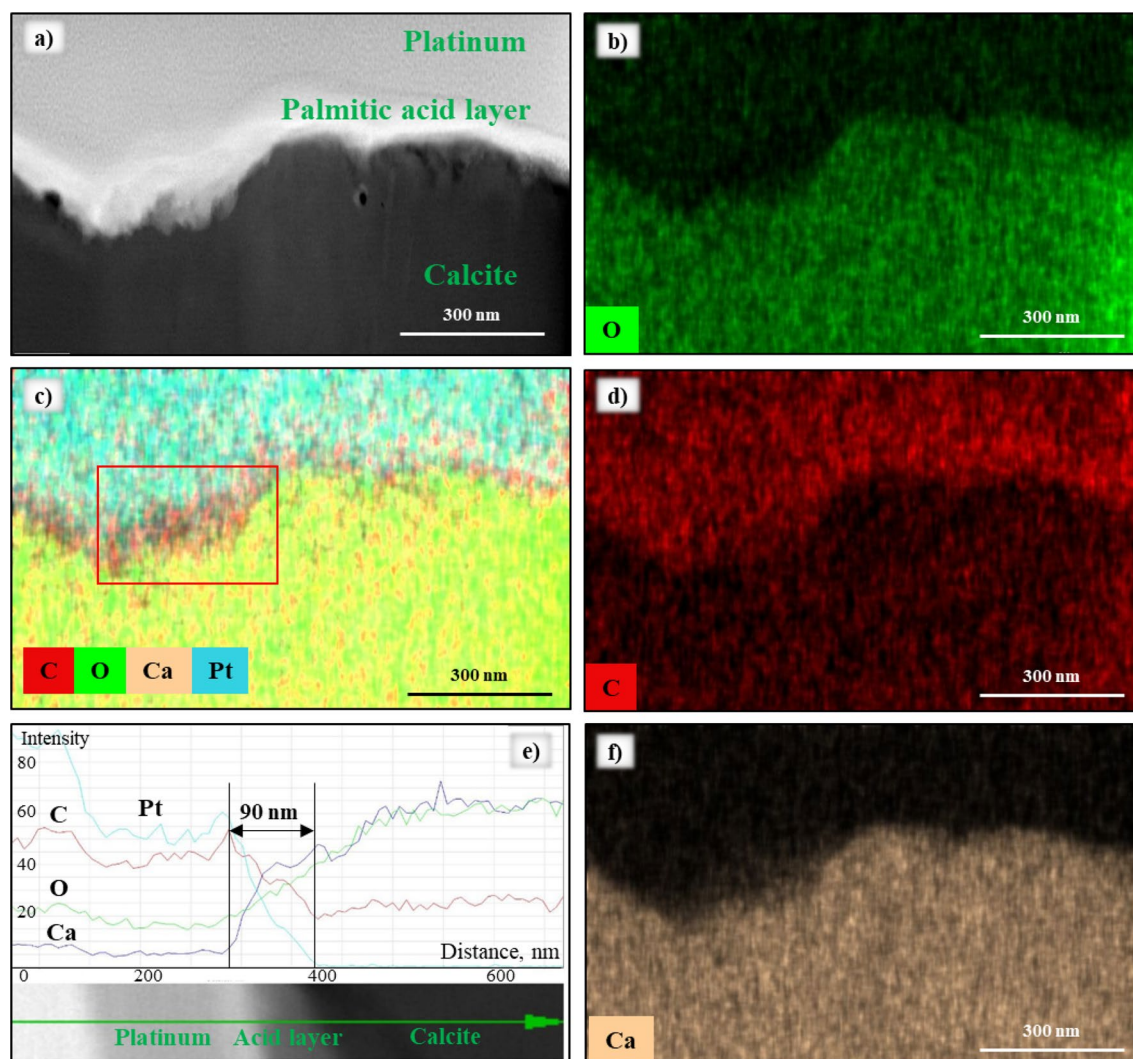 a)
Platinum
Palmitic acid layer
Calcite
300 nm
b)
O
300 nm
c)
C O Ca Pt
300 nm
d)
C
300 nm
e)
Intensity
80
60
40
20
C
Pt
90 nm
O
Ca
Distance, nm
0 200 400 600
Platinum Acid layer Calcite
f)
Ca
300 nm